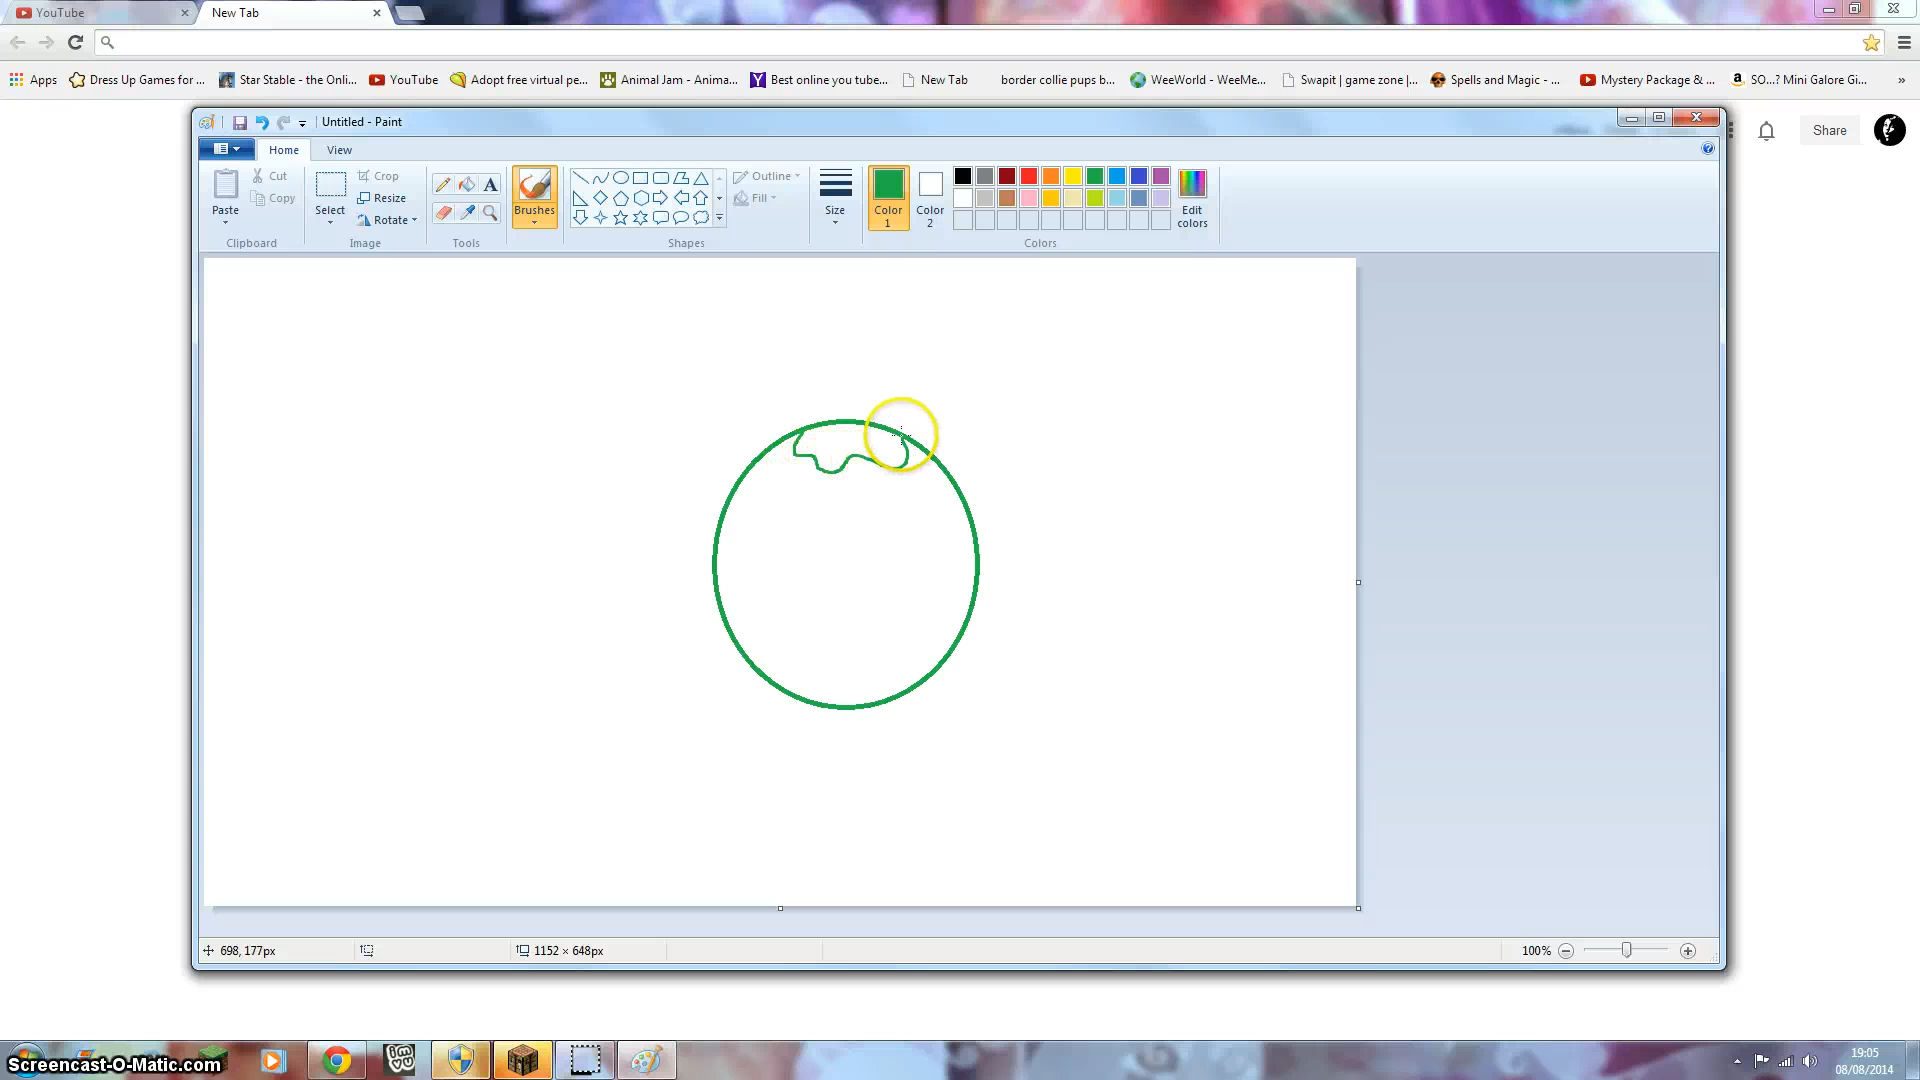 YouTube
New Tab
Apps
Dress Up Games for ...
Star Stable - the Onli...
YouTube
Adopt free virtual pe...
Animal Jam - Anima...
Best online you tube...
New Tab
border collie pups b...
WeeWorld - WeeMe...
Swapit | game zone |...
Spells and Magic - ...
Mystery Package & ...
SO...? Mini Galore Gi...
Untitled - Paint
Share
Home
View
Paste
Cut
Copy
Clipboard
Select
Crop
Resize
Rotate
Image
Tools
Brushes
Shapes
Outline
Fill
Size
Color
1
Color
2
Edit
colors
Colors
698, 177px
1152 × 648px
100%
Screencast-O-Matic.com
imvu
19:05
08/08/2014